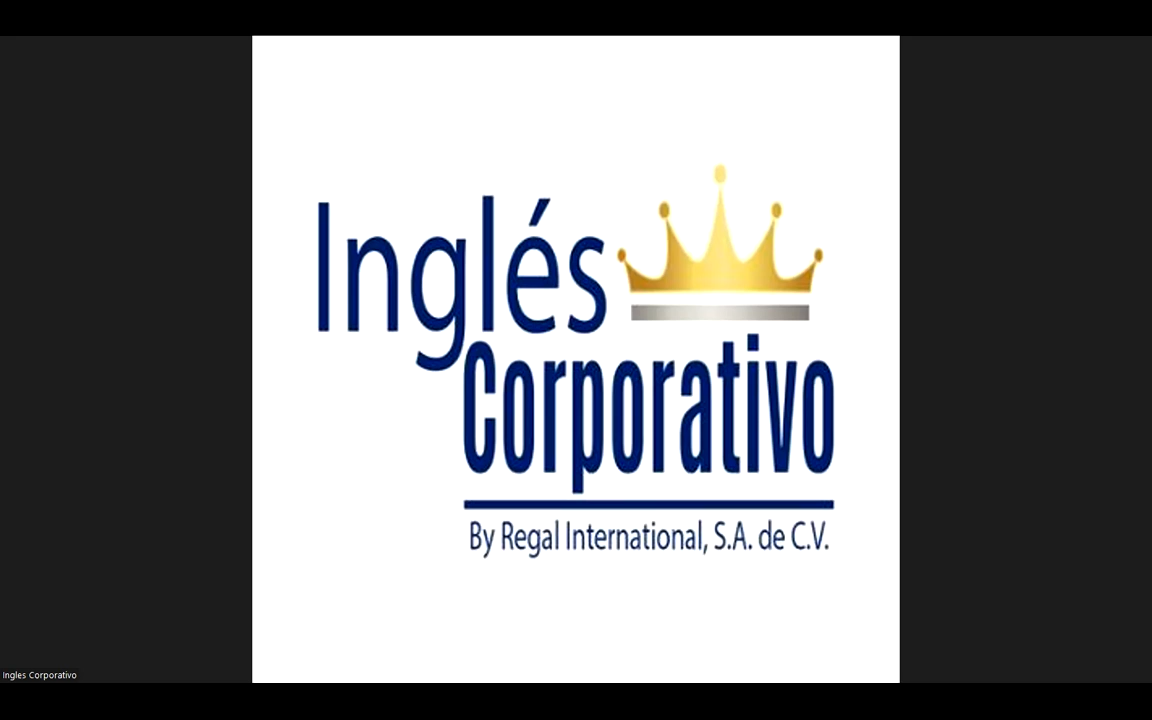 Inglés
Corporativo
By Regal International, S.A. de C.V.
Ingles Corporativo